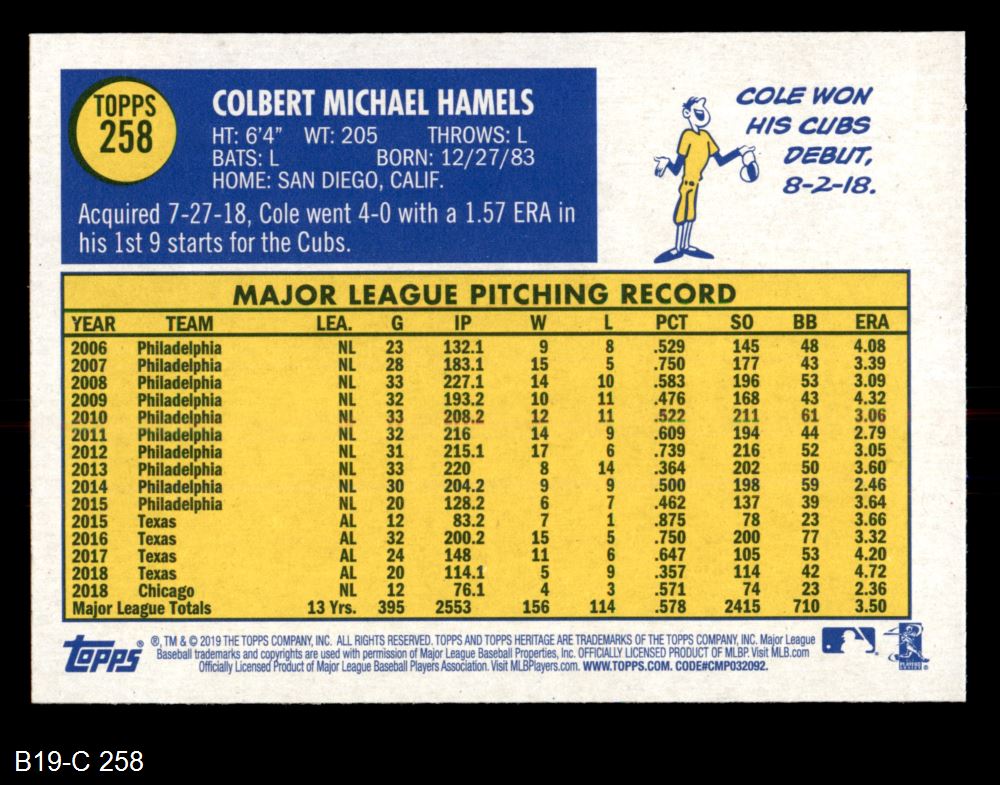 TOPPS
258
COLBERT MICHAEL HAMELS
HT: 6'4" WT: 205 THROWS: L
BATS: L BORN: 12/27/83
HOME: SAN DIEGO, CALIF.
Acquired 7-27-18, Cole went 4-0 with a 1.57 ERA in
his 1st 9 starts for the Cubs.
COLE WON
HIS CUBS
DEBUT,
8-2-18.
MAJOR LEAGUE PITCHING RECORD
YEAR TEAM LEA. G IP W L PCT SO BB ERA
2006 Philadelphia NL 23 132.1 9 8 .529 145 48 4.08
2007 Philadelphia NL 28 183.1 15 5 .750 177 43 3.39
2008 Philadelphia NL 33 227.1 14 10 .583 196 53 3.09
2009 Philadelphia NL 32 193.2 10 11 .476 168 43 4.32
2010 Philadelphia NL 33 208.2 12 11 .522 211 61 3.06
2011 Philadelphia NL 32 216 14 9 .609 194 44 2.79
2012 Philadelphia NL 31 215.1 17 6 .739 216 52 3.05
2013 Philadelphia NL 33 220 8 14 .364 202 50 3.60
2014 Philadelphia NL 30 204.2 9 9 .500 198 59 2.46
2015 Philadelphia NL 20 128.2 6 7 .462 137 39 3.64
2015 Texas AL 12 83.2 7 1 .875 78 23 3.66
2016 Texas AL 32 200.2 15 5 .750 200 77 3.32
2017 Texas AL 24 148 11 6 .647 105 53 4.20
2018 Texas AL 20 114.1 5 9 .357 114 42 4.72
2018 Chicago NL 12 76.1 4 3 .571 74 23 2.36
Major League Totals 13 Yrs. 395 2553 156 114 .578 2415 710 3.50
Topps ®, TM & © 2019 THE TOPPS COMPANY, INC. ALL RIGHTS RESERVED. TOPPS AND TOPPS HERITAGE ARE TRADEMARKS OF THE TOPPS COMPANY, INC. Major League
Baseball trademarks and copyrights are used with permission of Major League Baseball Properties, Inc. OFFICIALLY LICENSED PRODUCT OF MLBP. Visit MLB.com
Officially Licensed Product of Major League Baseball Players Association. Visit MLBPlayers.com. WWW.TOPPS.COM. CODE#CMP032092.
B19-C 258